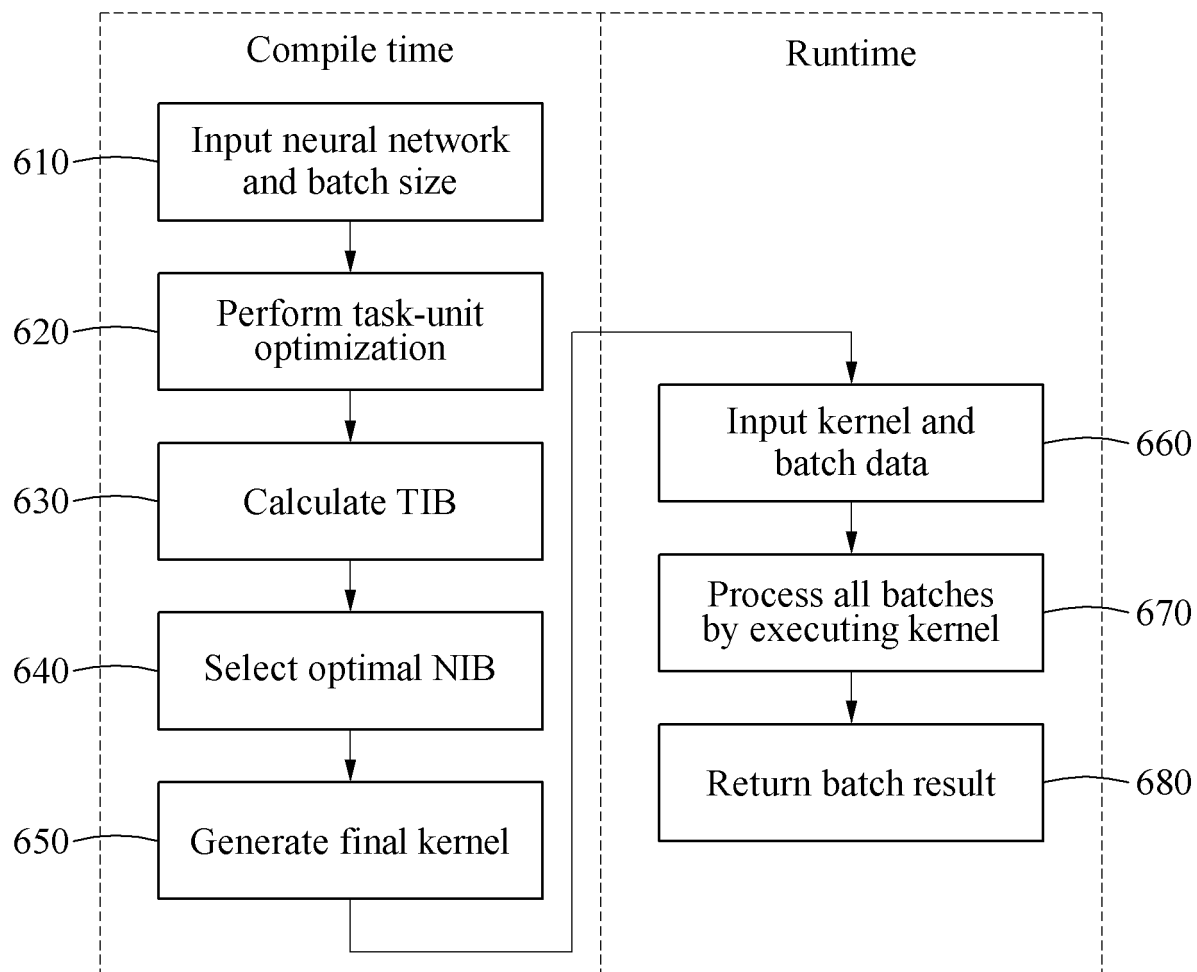 Compile time
Runtime
610
Input neural network
and batch size
620
Perform task-unit
optimization
630
Calculate TIB
640
Select optimal NIB
650
Generate final kernel
Input kernel and
batch data
660
Process all batches
by executing kernel
670
Return batch result
680